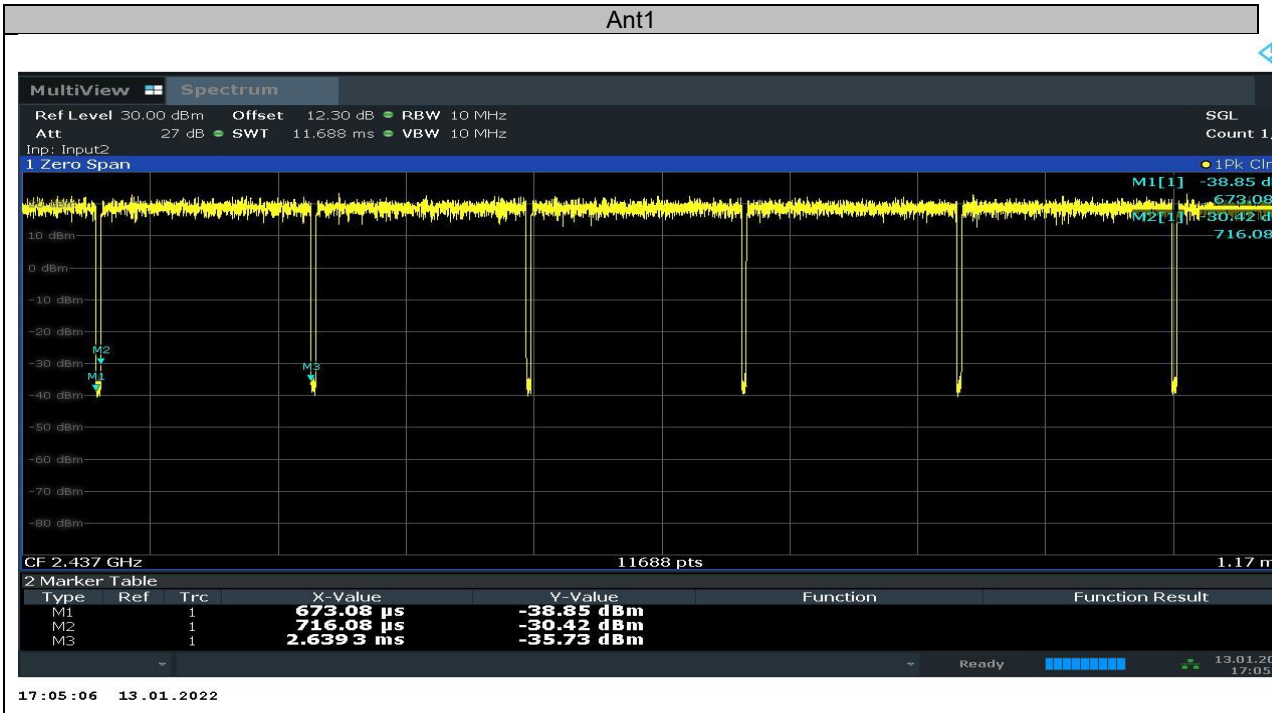 Ant1
MultiView Spectrum
Ref Level 30.00 dBm Offset 12.30 dB RBW 10 MHz SGL
Att 27 dB SWT 11.688 ms VBW 10 MHz Count 1
Inp: Input2
1 Zero Span 1Pk Clr
M1[1] -38.85 d
673.08
M2[1] -30.42 d
10 dBm 716.08
0 dBm
-10 dBm
-20 dBm
M2
-30 dBm M3
M1
-40 dBm
-50 dBm
-60 dBm
-70 dBm
-80 dBm
CF 2.437 GHz 11688 pts 1.17 m
2 Marker Table
Type Ref Trc X-Value Y-Value Function Function Result
M1 1 673.08 µs -38.85 dBm
M2 1 716.08 µs -30.42 dBm
M3 1 2.639 3 ms -35.73 dBm
Ready 13.01.20
17:05
17:05:06 13.01.2022